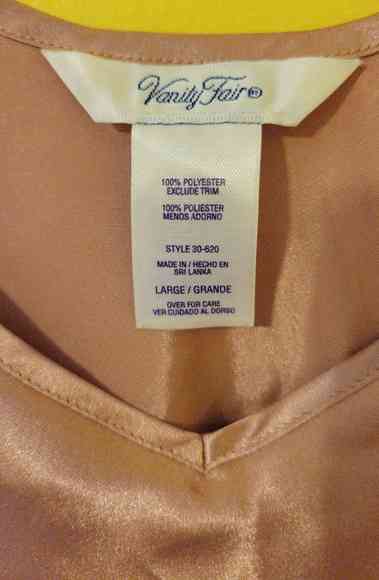 Vanity Fair®
100% POLYESTER
EXCLUDE TRIM
100% POLIESTER
MENOS ADORNO
STYLE 30-620
MADE IN / HECHO EN
SRI LANKA
LARGE / GRANDE
OVER FOR CARE
VER CUIDADO AL DORSO